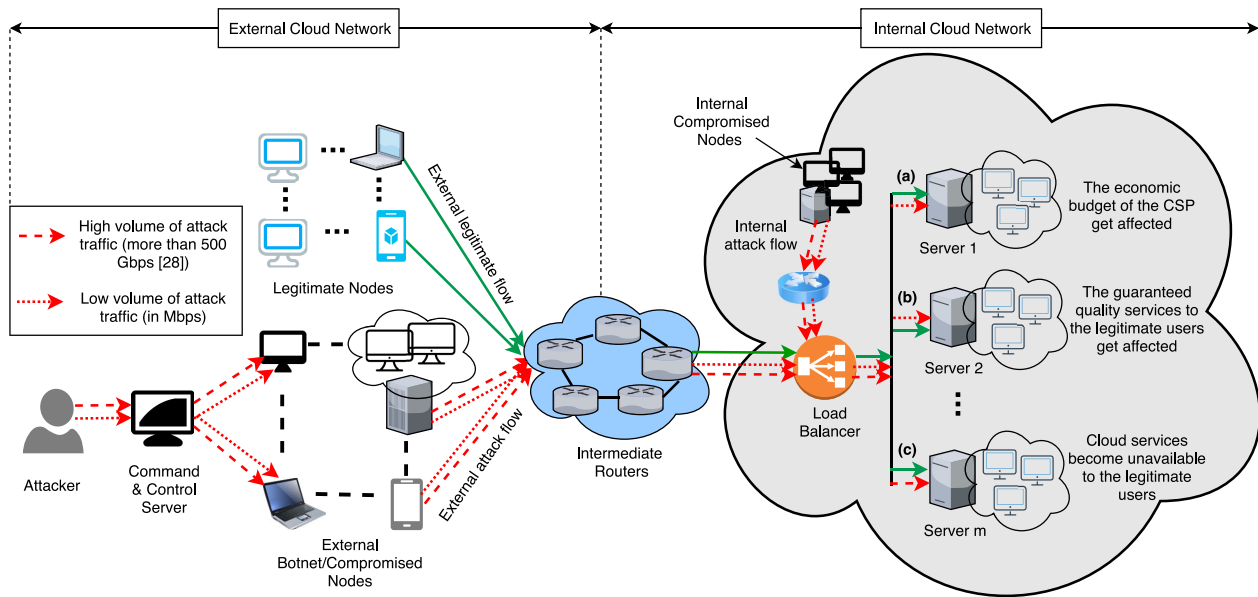 External Cloud Network
Internal Cloud Network
Internal
Compromised
Nodes
(a)
The economic
budget of the CSP
get affected
Server 1
External legitimate flow
High volume of attack
traffic (more than 500
Gbps [28])
Low volume of attack
traffic (in Mbps)
Legitimate Nodes
Internal
attack flow
(b)
The guaranteed
quality services to
the legitimate users
get affected
Server 2
Load
Balancer
Intermediate
Routers
External attack flow
Attacker
Command
& Control
Server
External
Botnet/Compromised
Nodes
(c)
Cloud services
become unavailable
to the legitimate
users
Server m